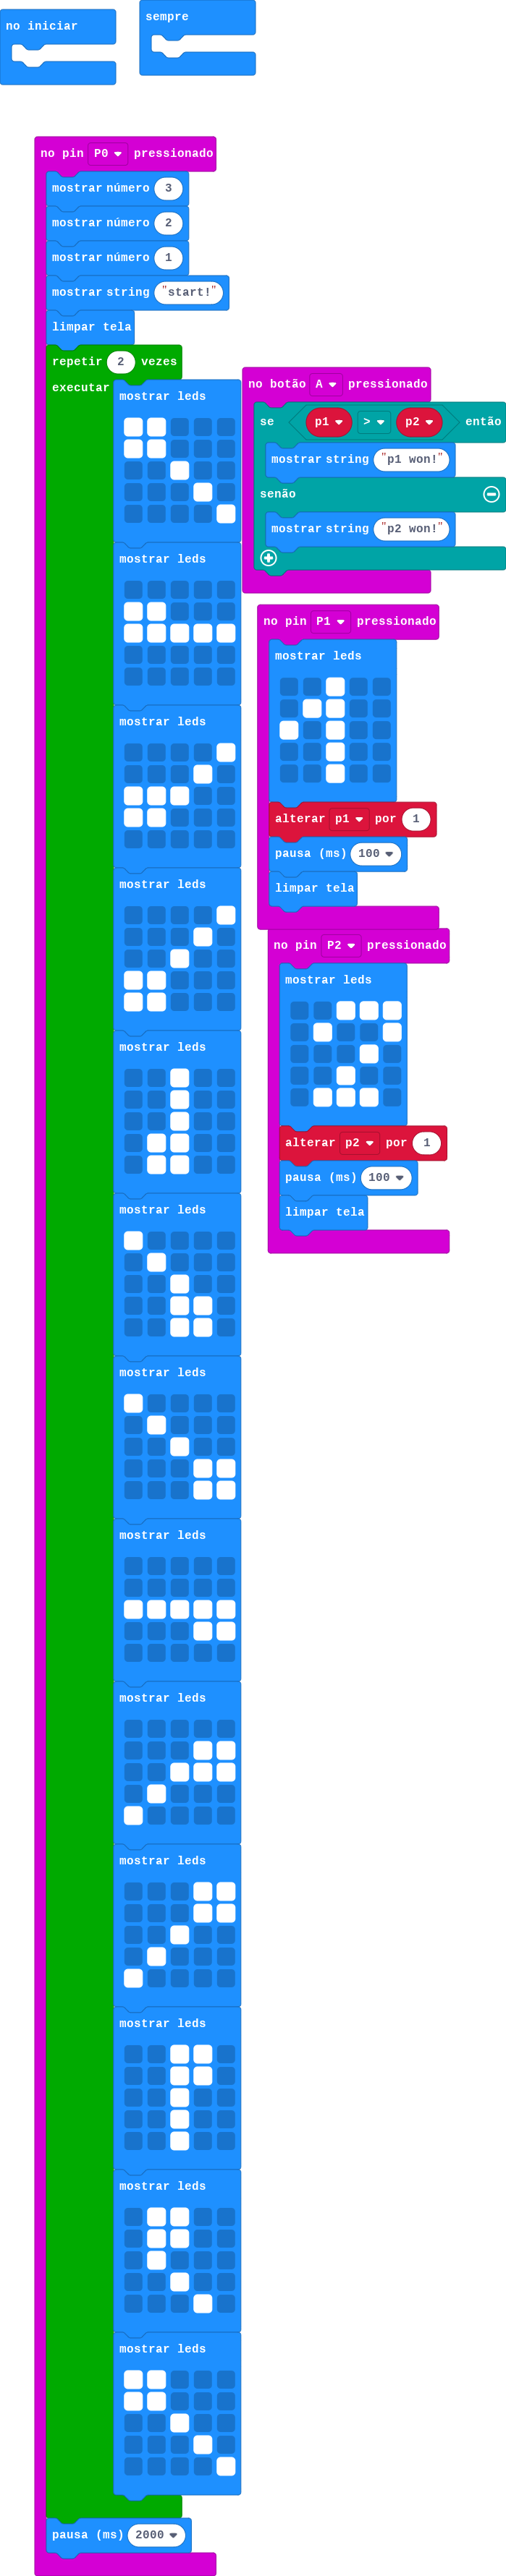 no iniciar
sempre
no pin P0 pressionado
mostrar número 3
mostrar número 2
mostrar número 1
mostrar string "start!"
limpar tela
repetir 2 vezes
executar
mostrar leds
mostrar leds
mostrar leds
mostrar leds
mostrar leds
mostrar leds
mostrar leds
mostrar leds
mostrar leds
mostrar leds
mostrar leds
mostrar leds
mostrar leds
pausa (ms) 2000
no botão A pressionado
se p1 > p2 então
mostrar string "p1 won!"
senão
mostrar string "p2 won!"
no pin P1 pressionado
mostrar leds
alterar p1 por 1
pausa (ms) 100
limpar tela
no pin P2 pressionado
mostrar leds
alterar p2 por 1
pausa (ms) 100
limpar tela